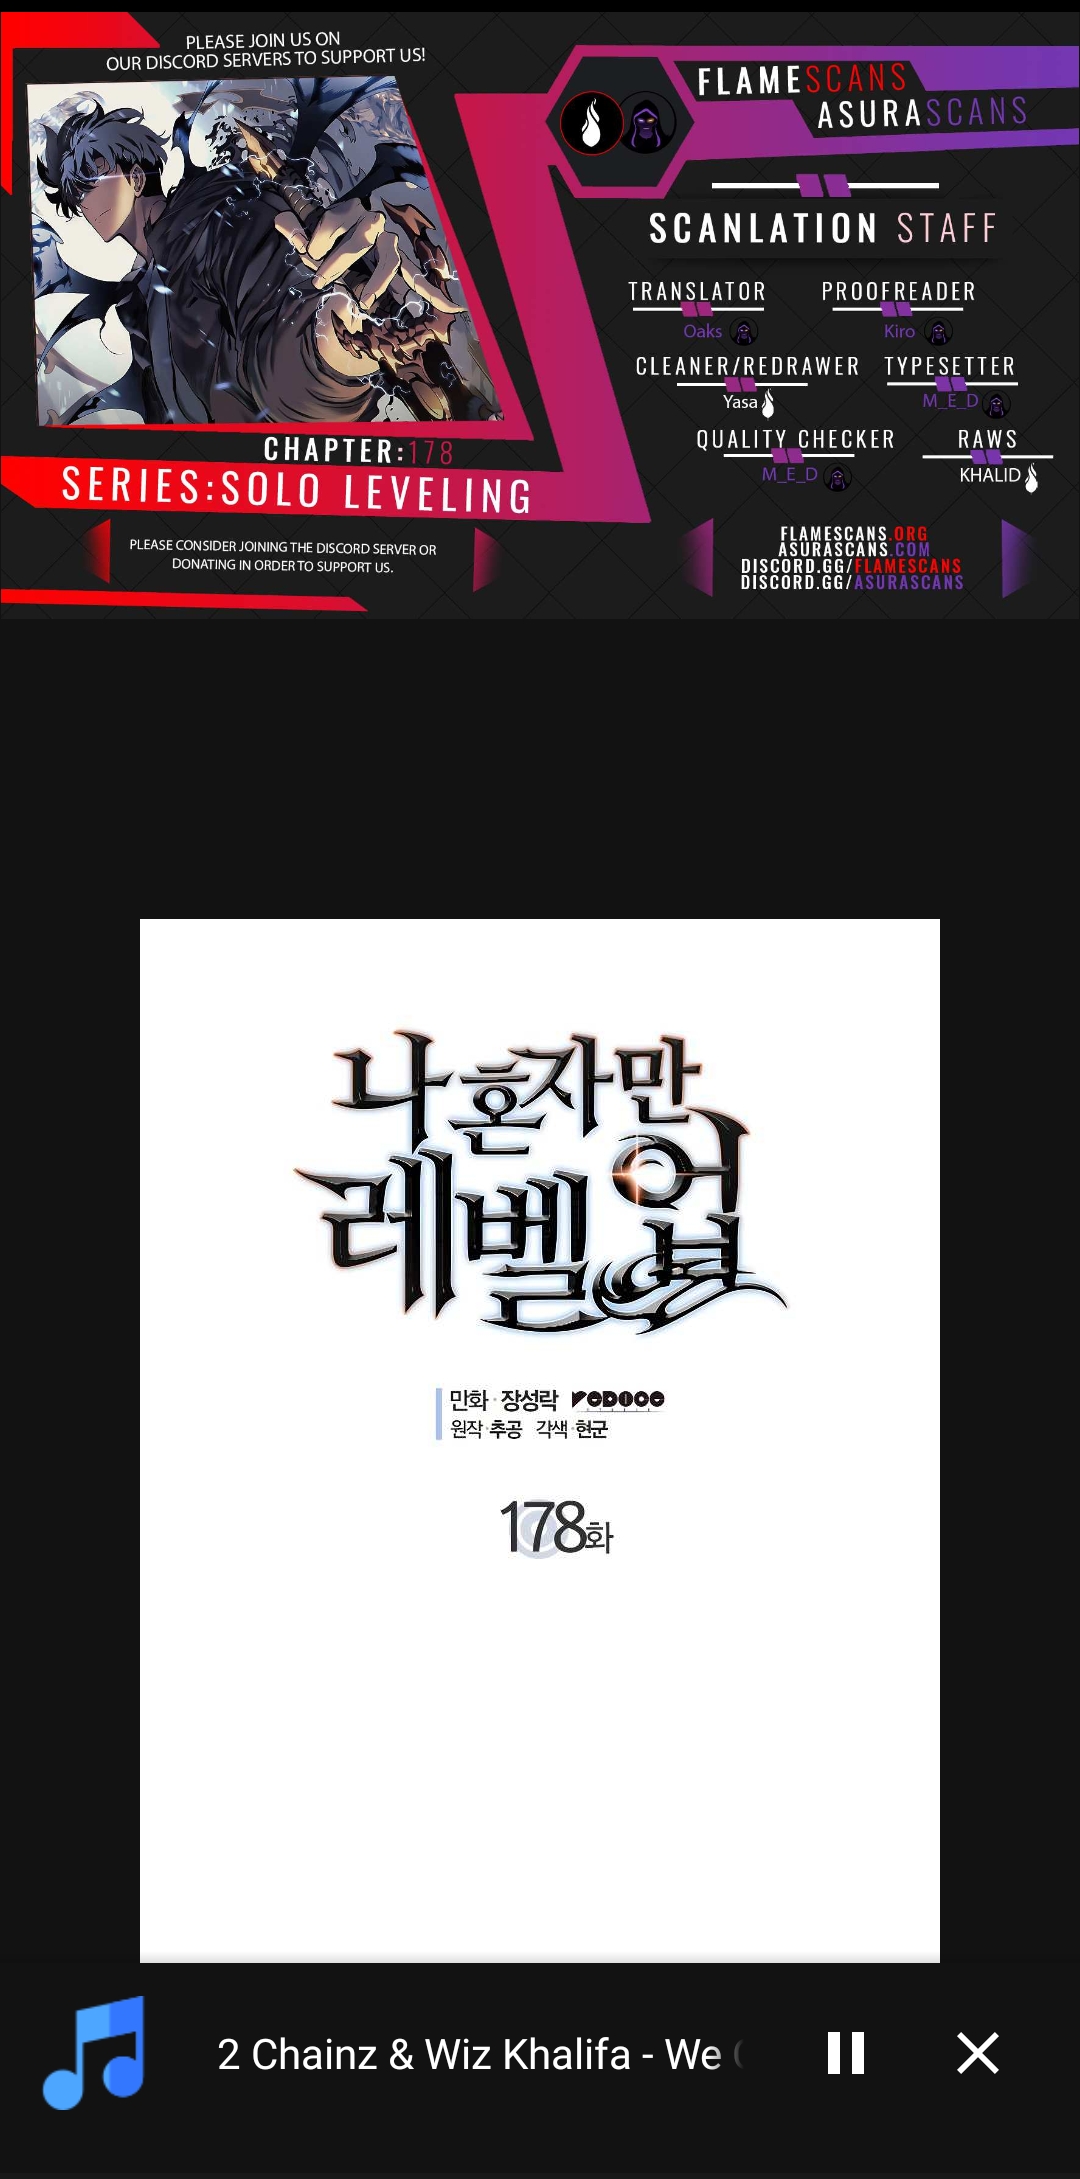 PLEASE JOIN US ON
OUR DISCORD SERVERS TO SUPPORT US!
FLAMESCANS
ASURASCANS
SCANLATION STAFF
TRANSLATOR PROOFREADER
Oaks Kiro
CLEANER/REDRAWER TYPESETTER
Yasa M_E_D
QUALITY CHECKER RAWS
M_E_D KHALID
CHAPTER:178
SERIES:SOLO LEVELING
PLEASE CONSIDER JOINING THE DISCORD SERVER OR
DONATING IN ORDER TO SUPPORT US.
FLAMESCANS.ORG
ASURASCANS.COM
DISCORD.GG/FLAMESCANS
DISCORD.GG/ASURASCANS
나 혼자만
레벨업
만화·장성락 REDICE
원작·추공 각색·현군
178화
2 Chainz & Wiz Khalifa - We